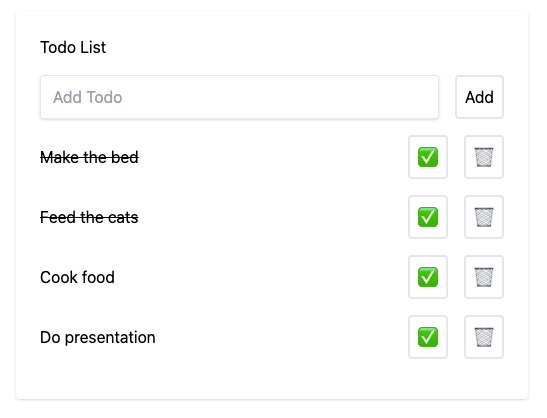 Todo List
Add Todo Add
Make the bed
Feed the cats
Cook food
Do presentation